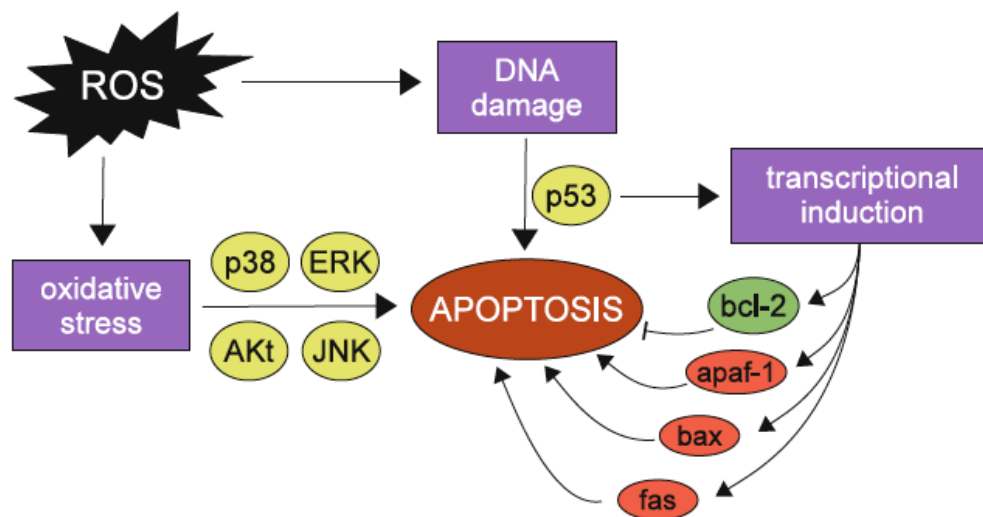 ROS
DNA
damage
p53
transcriptional
induction
oxidative
stress
p38
ERK
AKt
JNK
APOPTOSIS
bcl-2
apaf-1
bax
fas